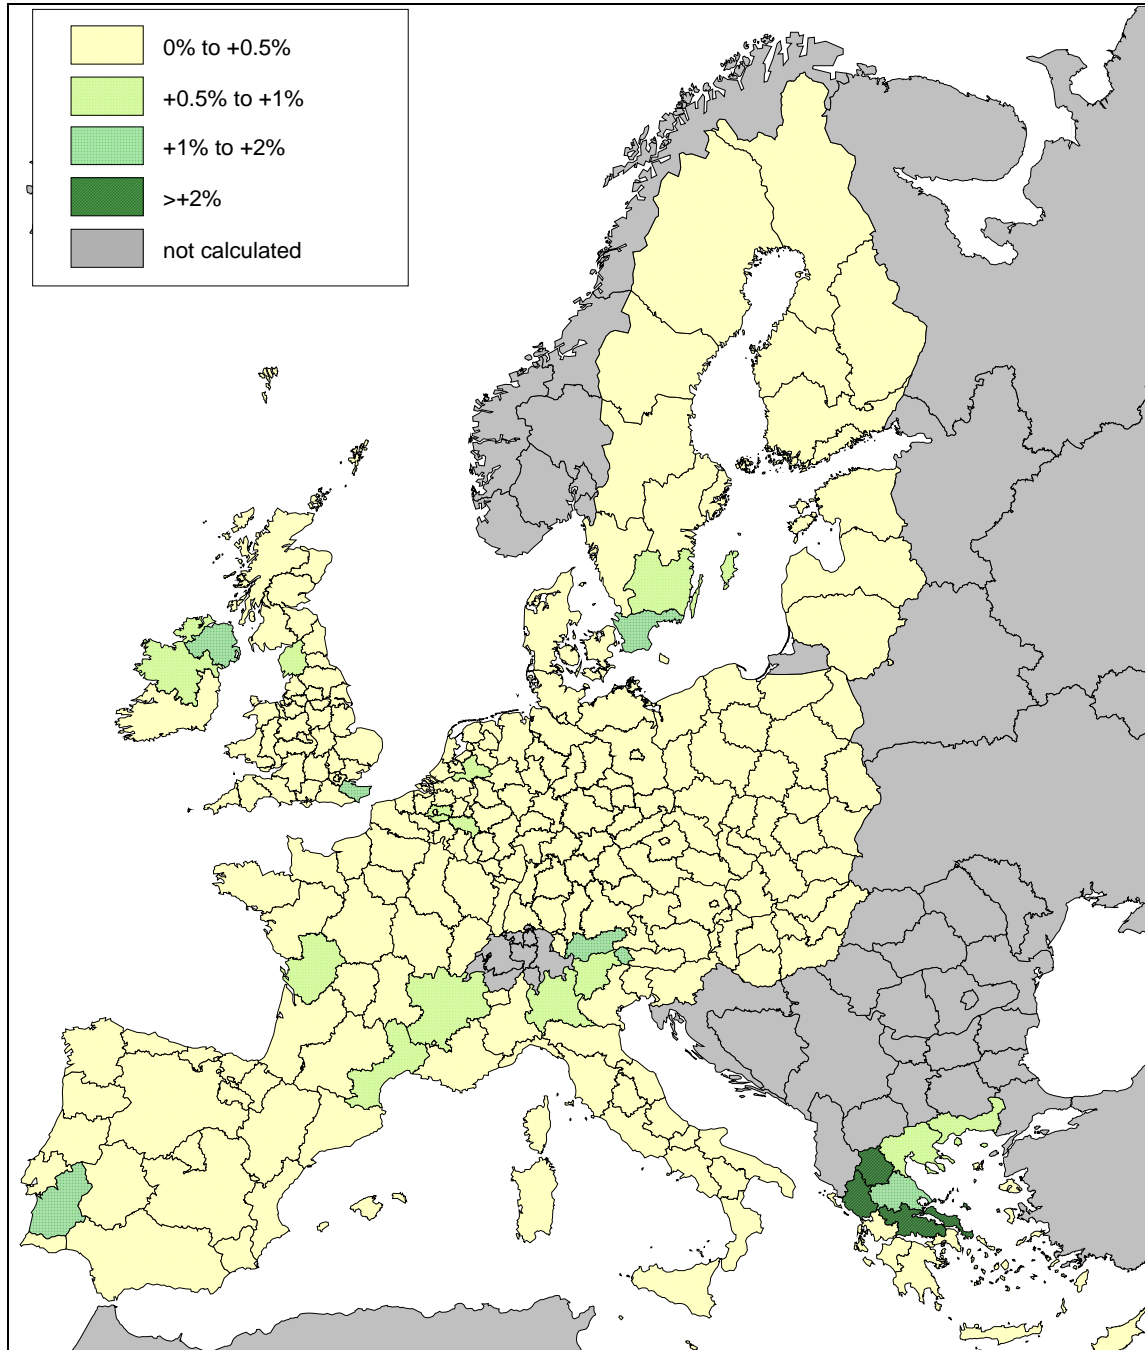 0% to +0.5%
+0.5% to +1%
+1% to +2%
>+2%
not calculated